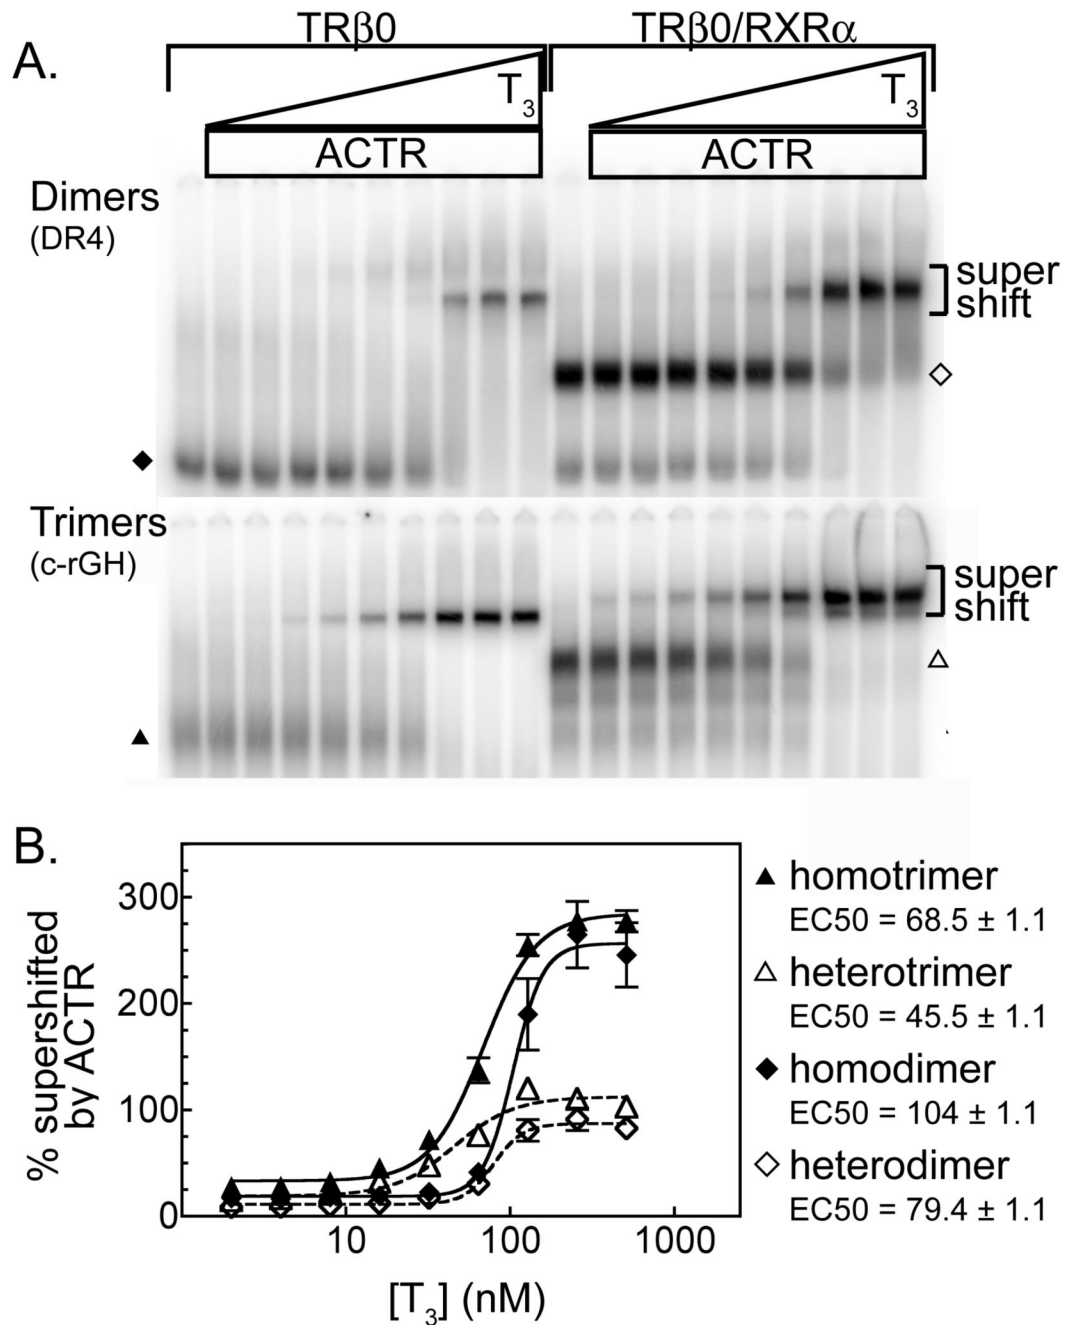 A.
TRβ0 TRβ0/RXRα
T3 T3
ACTR ACTR
Dimers
(DR4)
super
shift
Trimers
(c-rGH)
super
shift
B.
% supershifted
by ACTR
300
200
100
0
10 100 1000
[T3] (nM)
homotrimer
EC50 = 68.5 ± 1.1
heterotrimer
EC50 = 45.5 ± 1.1
homodimer
EC50 = 104 ± 1.1
heterodimer
EC50 = 79.4 ± 1.1